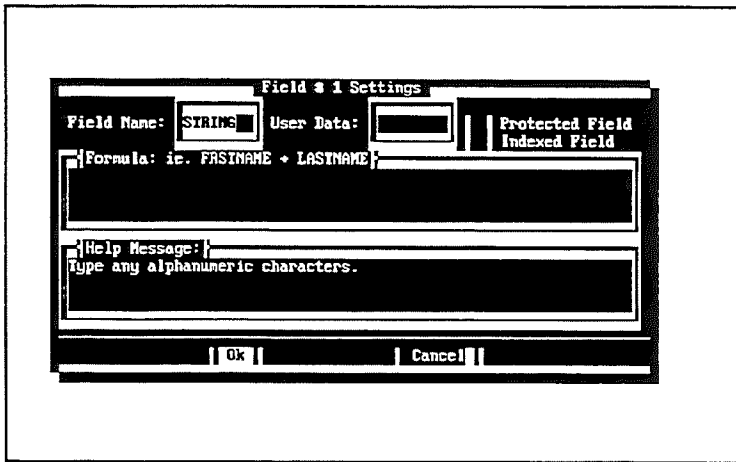 Field # 1 Settings
Field Name: STRING User Data: Protected Field
Indexed Field
Formula: ie. FRSTNAME + LASTNAME
Help Message:
Type any alphanumeric characters.
Ok Cancel